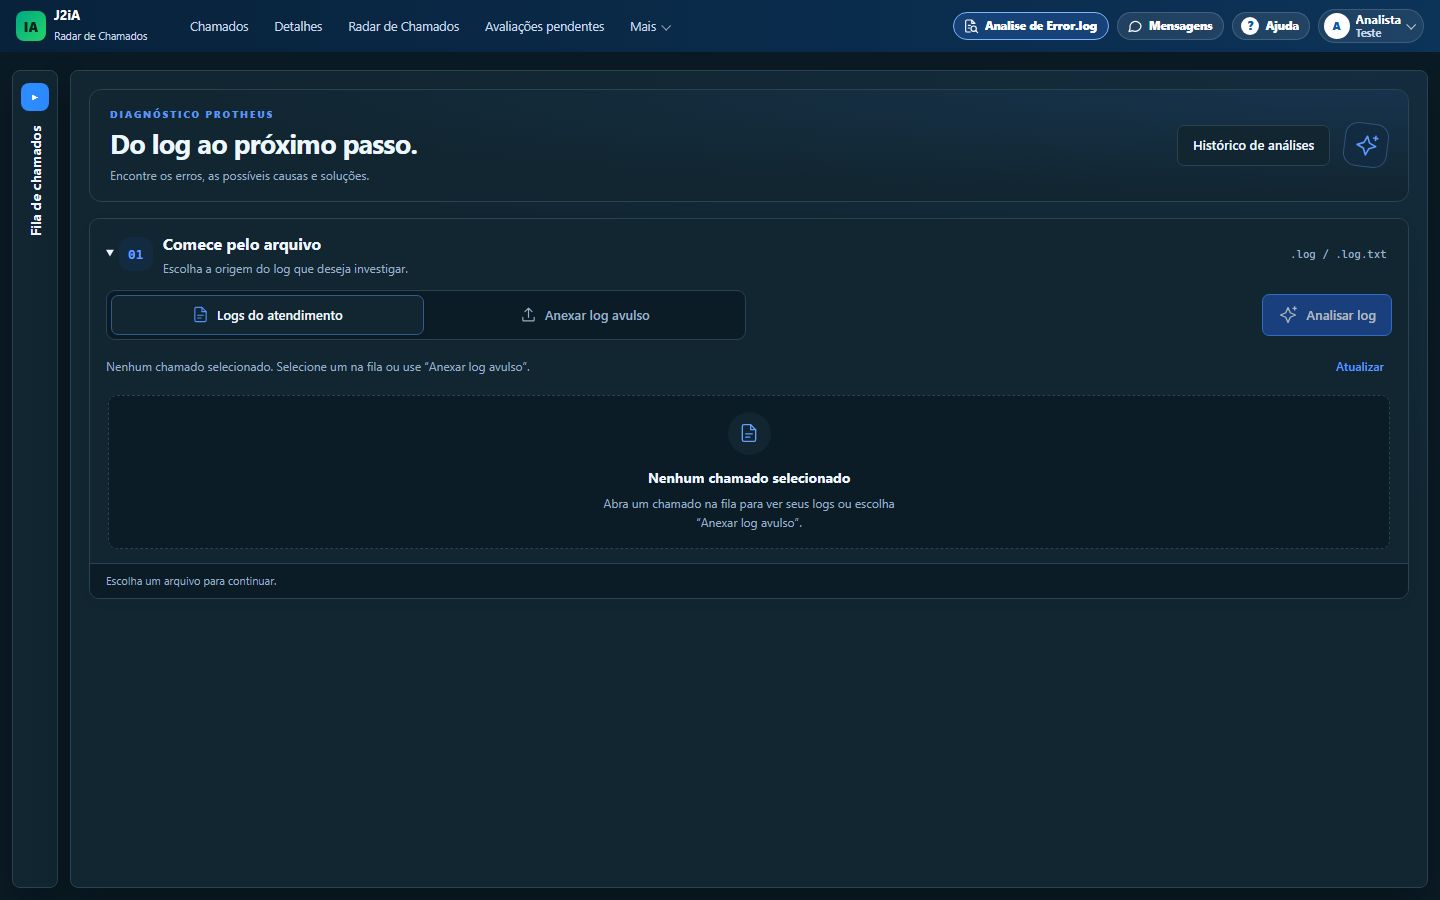 IA
J2iA
Radar de Chamados
Chamados
Detalhes
Radar de Chamados
Avaliações pendentes
Mais
Analise de Error.log
Mensagens
? Ajuda
A
Analista
Teste
Fila de chamados
DIAGNÓSTICO PROTHEUS
Do log ao próximo passo.
Encontre os erros, as possíveis causas e soluções.
Histórico de análises
01
Comece pelo arquivo
Escolha a origem do log que deseja investigar.
.log / .log.txt
Logs do atendimento
Anexar log avulso
Analisar log
Nenhum chamado selecionado. Selecione um na fila ou use “Anexar log avulso”.
Atualizar
Nenhum chamado selecionado
Abra um chamado na fila para ver seus logs ou escolha
“Anexar log avulso”.
Escolha um arquivo para continuar.